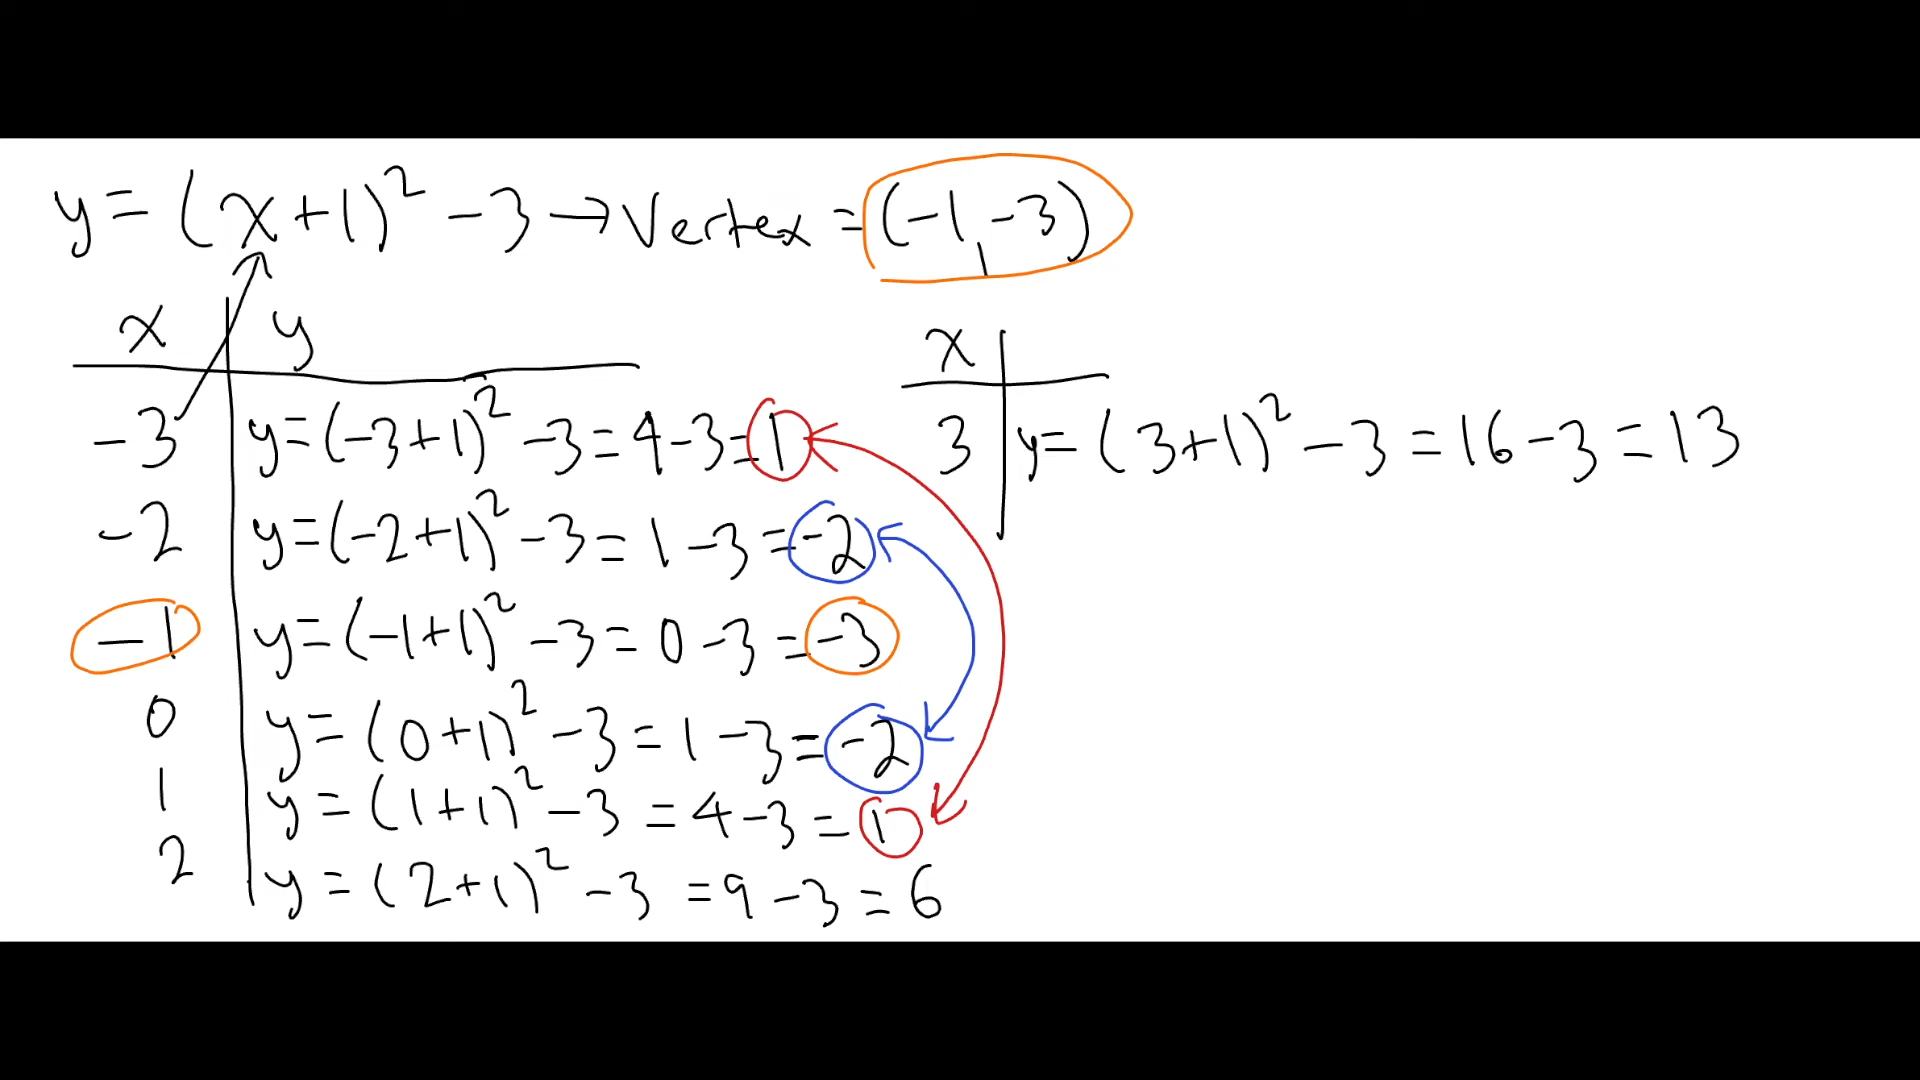 y = (x+1)² - 3 → Vertex = (-1, -3)
x | y
-3 | y = (-3+1)² - 3 = 4 - 3 = 1
-2 | y = (-2+1)² - 3 = 1 - 3 = -2
-1 | y = (-1+1)² - 3 = 0 - 3 = -3
0 | y = (0+1)² - 3 = 1 - 3 = -2
1 | y = (1+1)² - 3 = 4 - 3 = 1
2 | y = (2+1)² - 3 = 9 - 3 = 6
x
3 | y = (3+1)² - 3 = 16 - 3 = 13